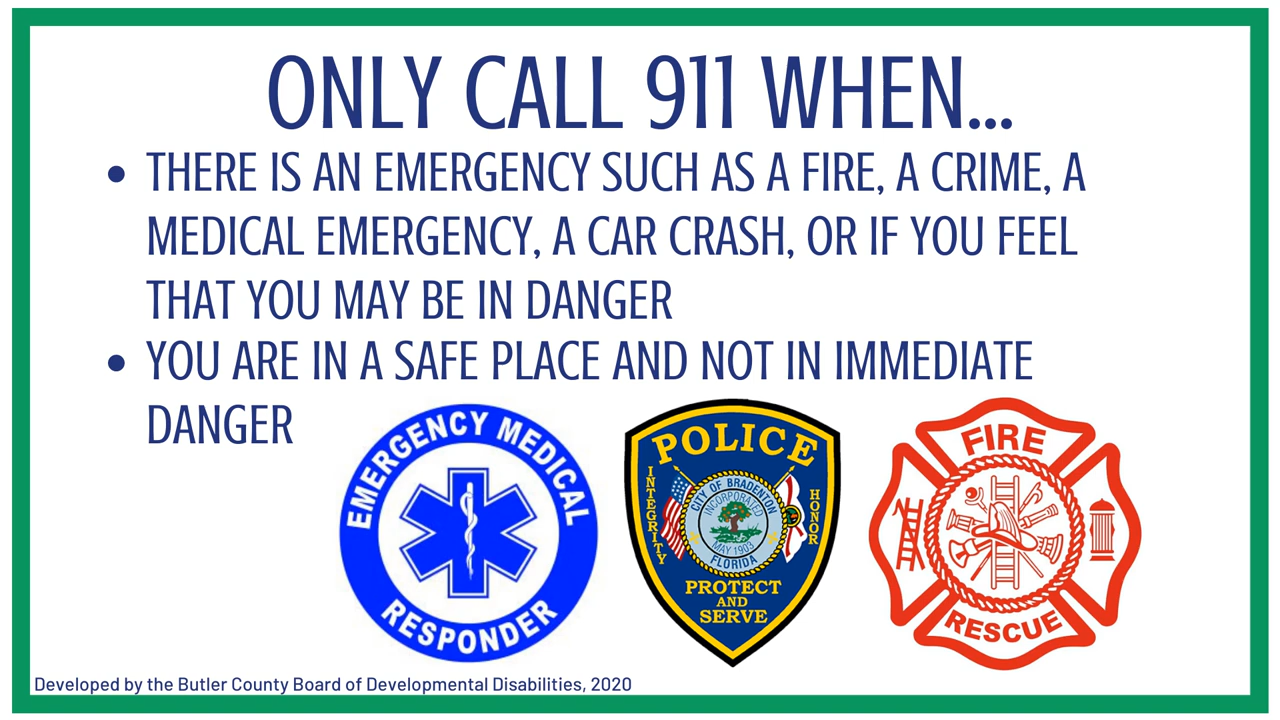 ONLY CALL 911 WHEN...
• THERE IS AN EMERGENCY SUCH AS A FIRE, A CRIME, A
MEDICAL EMERGENCY, A CAR CRASH, OR IF YOU FEEL
THAT YOU MAY BE IN DANGER
• YOU ARE IN A SAFE PLACE AND NOT IN IMMEDIATE
DANGER
EMERGENCY MEDICAL
RESPONDER
POLICE
INTEGRITY
HONOR
CITY OF BRADENTON
INCORPORATED
MAY 1903
FLORIDA
PROTECT
AND
SERVE
FIRE
RESCUE
Developed by the Butler County Board of Developmental Disabilities, 2020